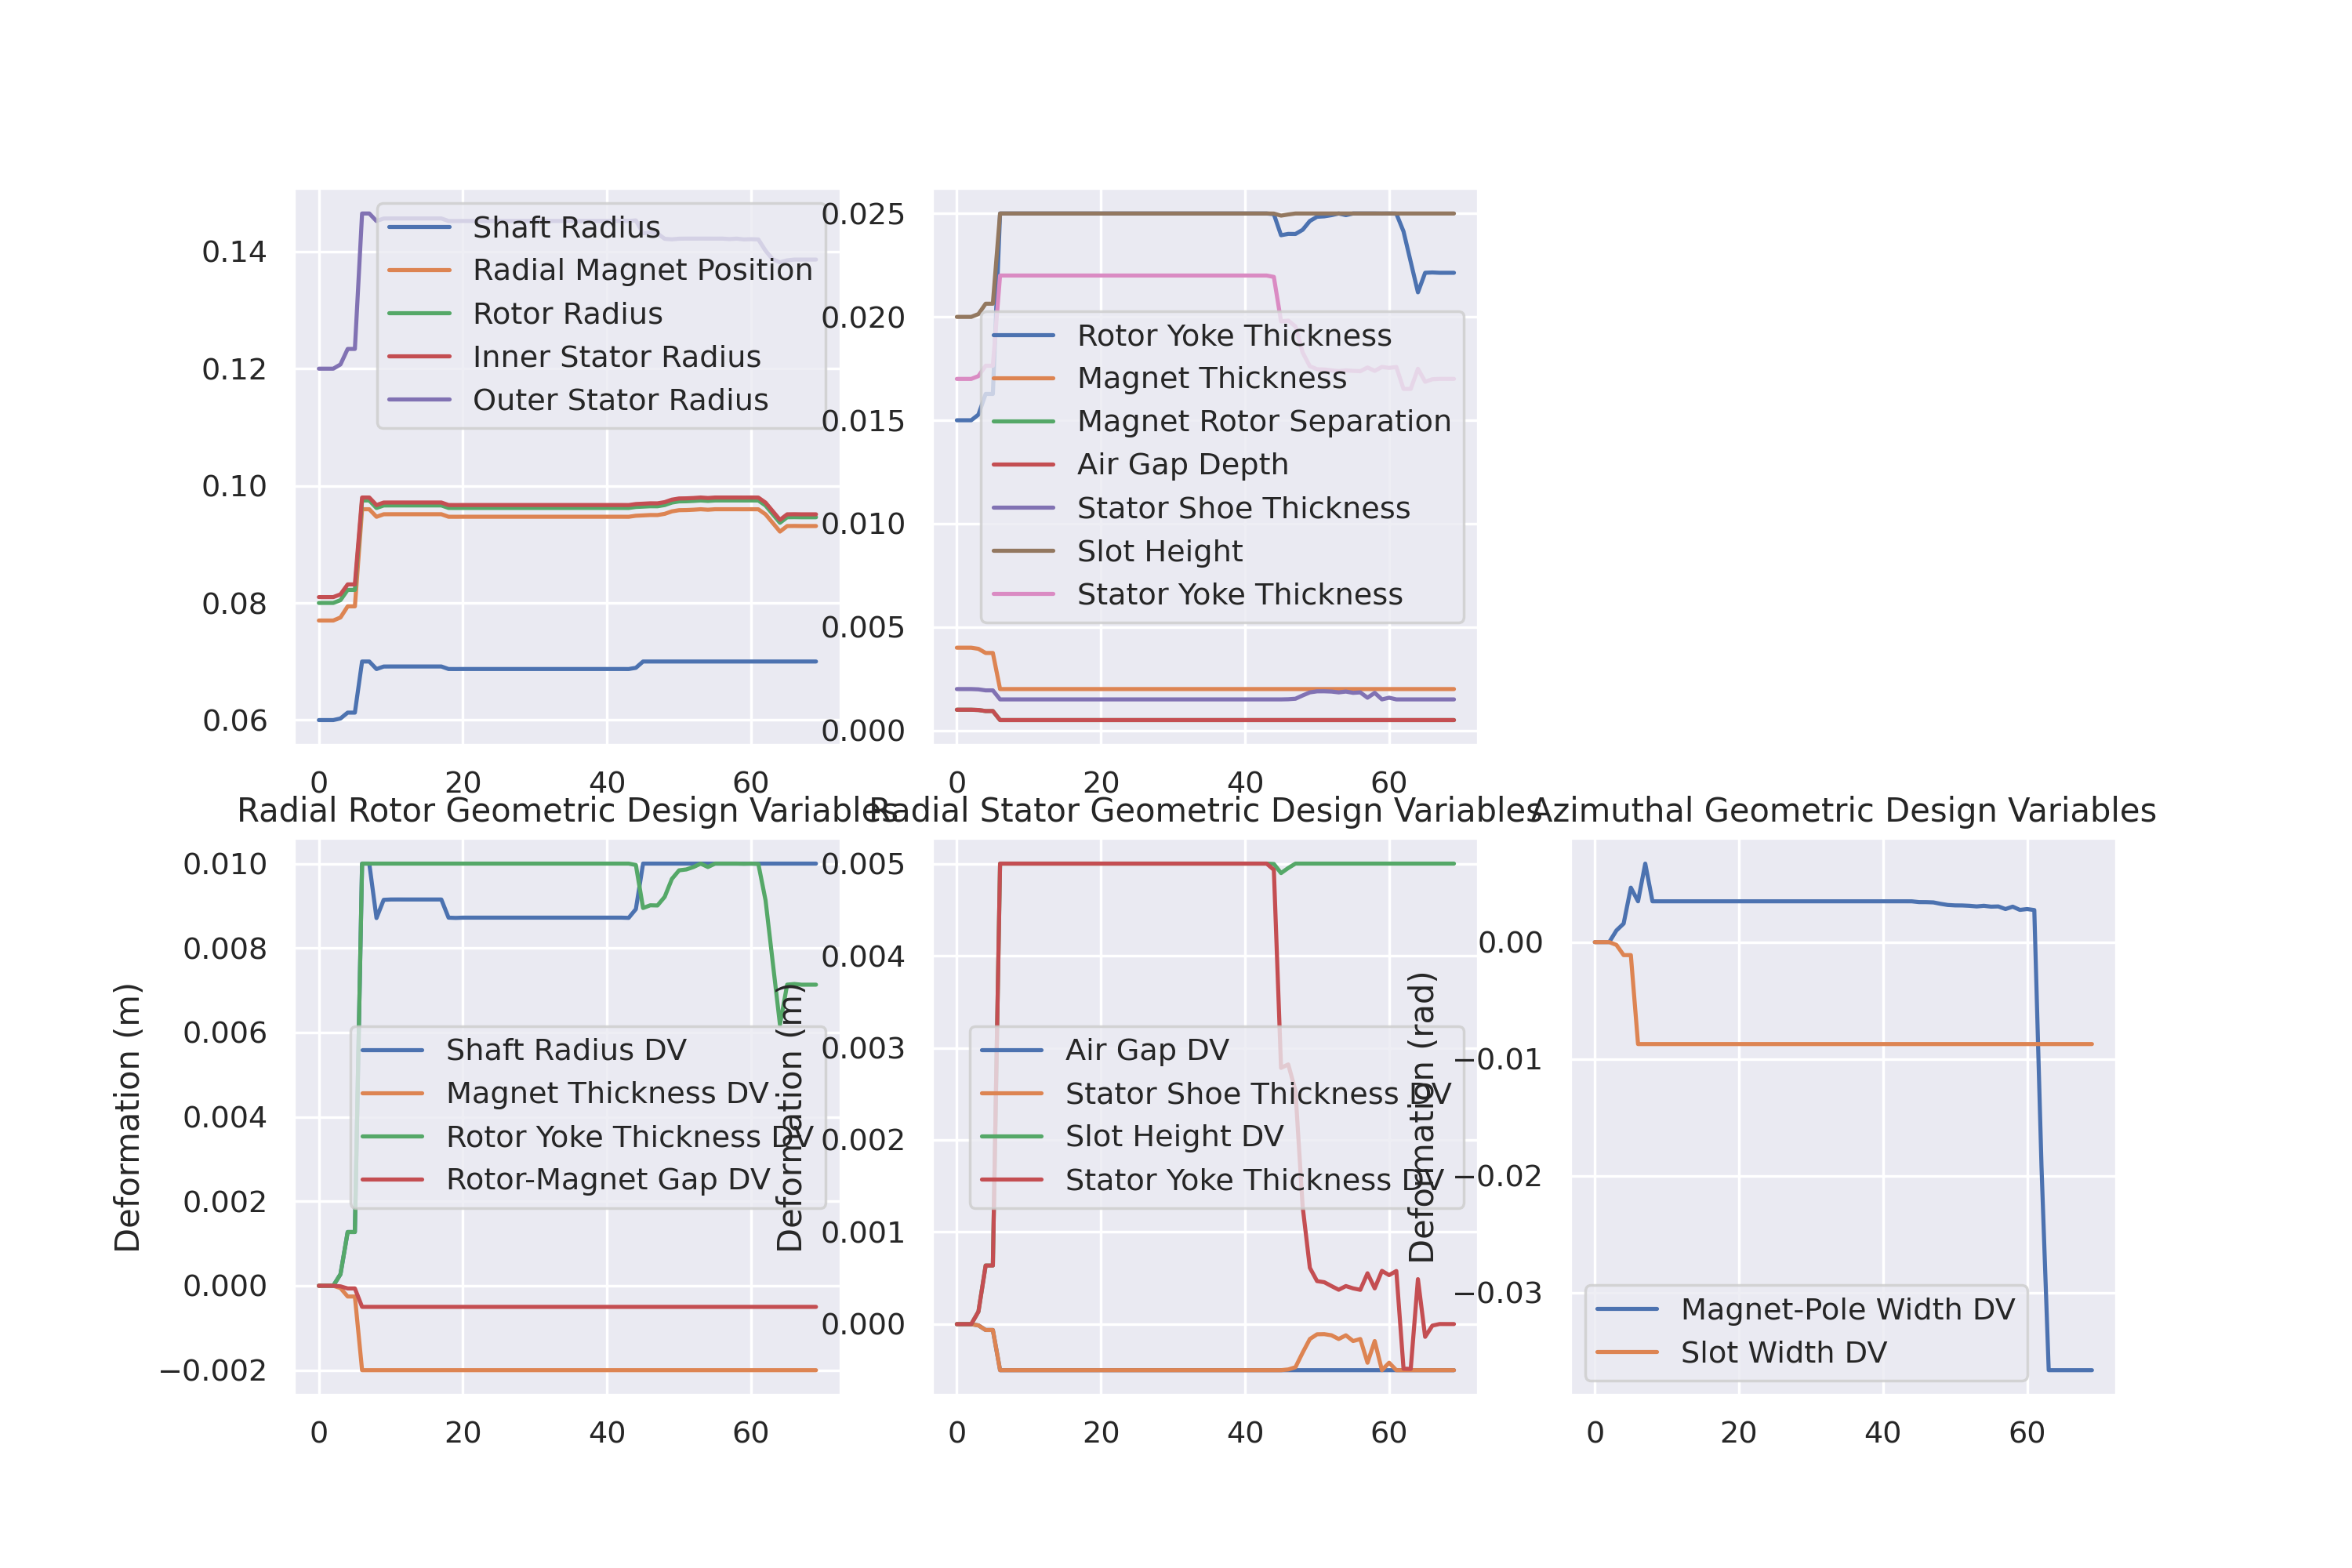 0.14
0.12
0.10
0.08
0.06
0
20
40
60
Shaft Radius
Radial Magnet Position
Rotor Radius
Inner Stator Radius
Outer Stator Radius
0.025
0.020
0.015
0.010
0.005
0.000
0
20
40
60
Rotor Yoke Thickness
Magnet Thickness
Magnet Rotor Separation
Air Gap Depth
Stator Shoe Thickness
Slot Height
Stator Yoke Thickness
Radial Rotor Geometric Design Variables
Deformation (m)
0.010
0.008
0.006
0.004
0.002
0.000
−0.002
0
20
40
60
Shaft Radius DV
Magnet Thickness DV
Rotor Yoke Thickness DV
Rotor-Magnet Gap DV
Radial Stator Geometric Design Variables
Deformation (m)
0.005
0.004
0.003
0.002
0.001
0.000
0
20
40
60
Air Gap DV
Stator Shoe Thickness DV
Slot Height DV
Stator Yoke Thickness DV
Azimuthal Geometric Design Variables
Deformation (rad)
0.00
−0.01
−0.02
−0.03
0
20
40
60
Magnet-Pole Width DV
Slot Width DV